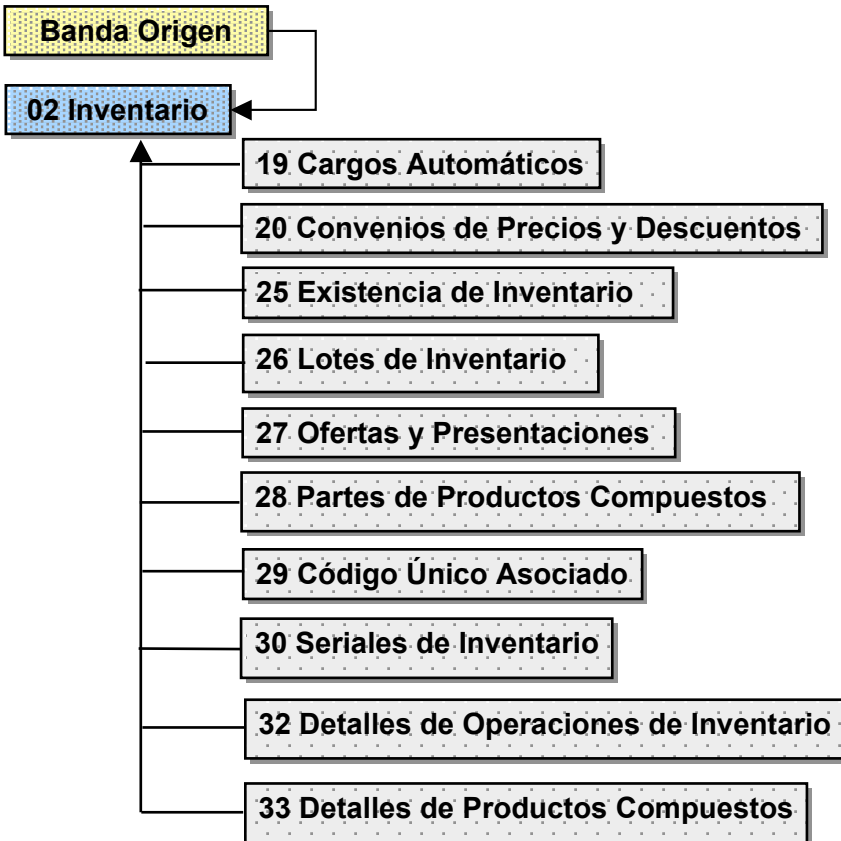 Banda Origen
02 Inventario
19 Cargos Automáticos
20 Convenios de Precios y Descuentos
25 Existencia de Inventario
26 Lotes de Inventario
27 Ofertas y Presentaciones
28 Partes de Productos Compuestos
29 Código Único Asociado
30 Seriales de Inventario
32 Detalles de Operaciones de Inventario
33 Detalles de Productos Compuestos